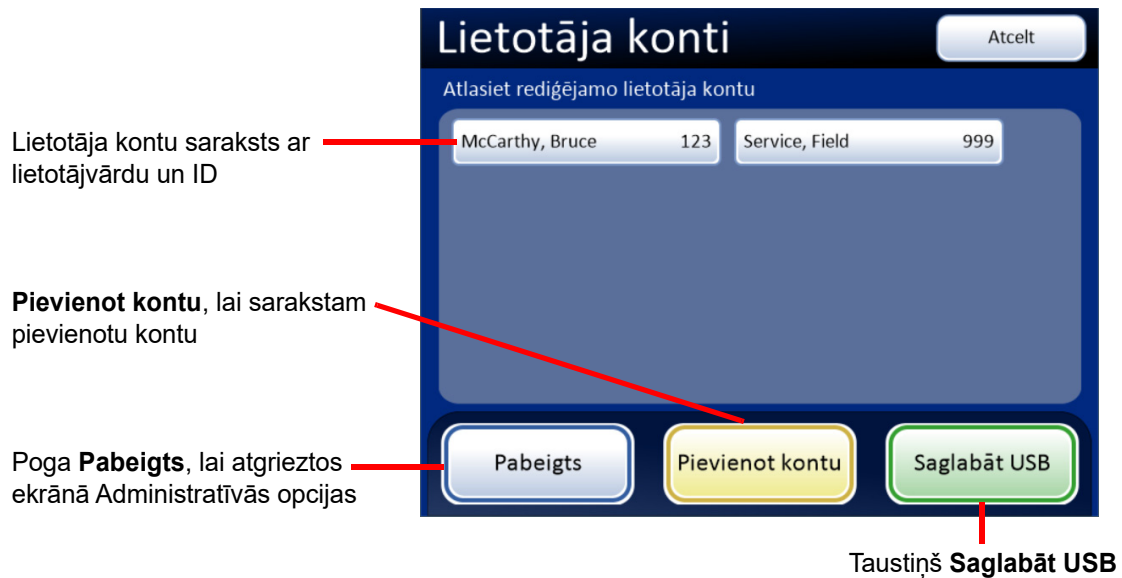 Lietotāja konti
Atcelt
Atlasiet rediģējamo lietotāja kontu
McCarthy, Bruce 123
Service, Field 999
Lietotāja kontu saraksts ar
lietotājvārdu un ID
Pievienot kontu, lai sarakstam
pievienotu kontu
Poga Pabeigts, lai atgrieztos
ekrānā Administratīvās opcijas
Pabeigts
Pievienot kontu
Saglabāt USB
Taustiņš Saglabāt USB